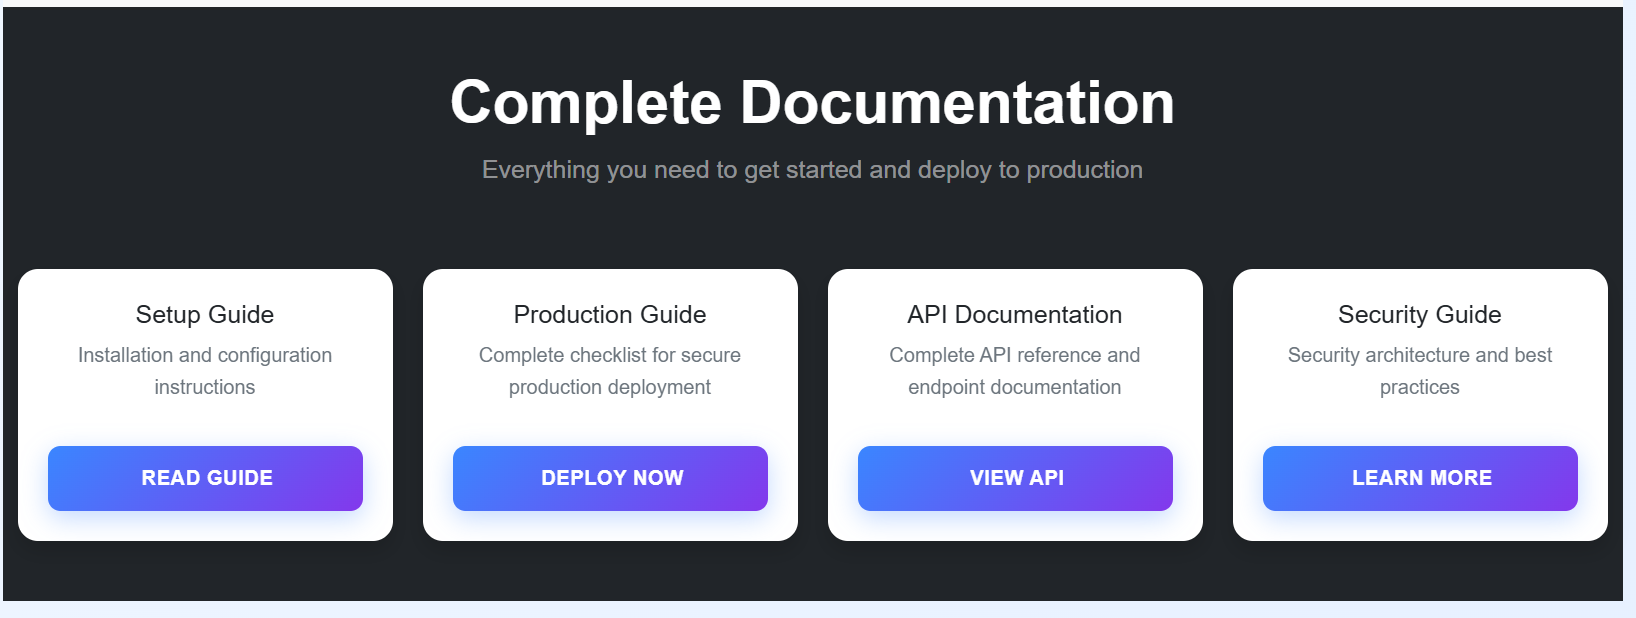 Complete Documentation
Everything you need to get started and deploy to production
Setup Guide
Installation and configuration
instructions
READ GUIDE
Production Guide
Complete checklist for secure
production deployment
DEPLOY NOW
API Documentation
Complete API reference and
endpoint documentation
VIEW API
Security Guide
Security architecture and best
practices
LEARN MORE